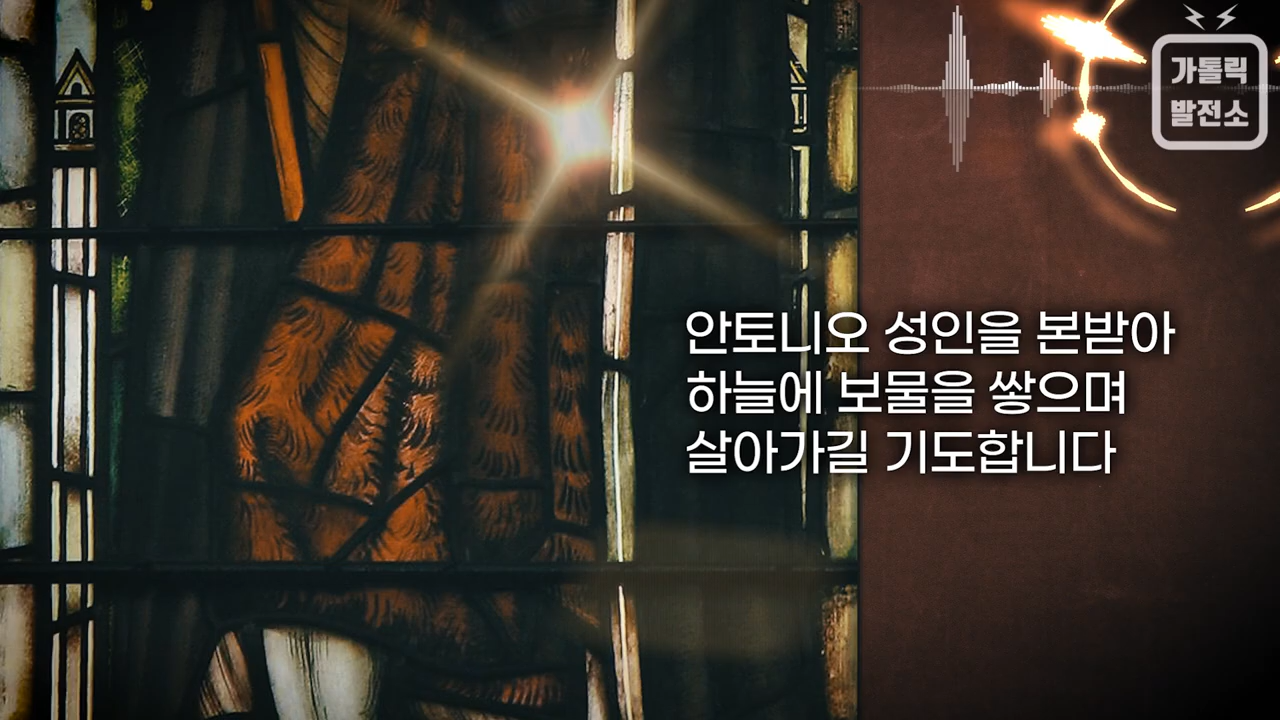 가톨릭
발전소
안토니오 성인을 본받아
하늘에 보물을 쌓으며
살아가길 기도합니다